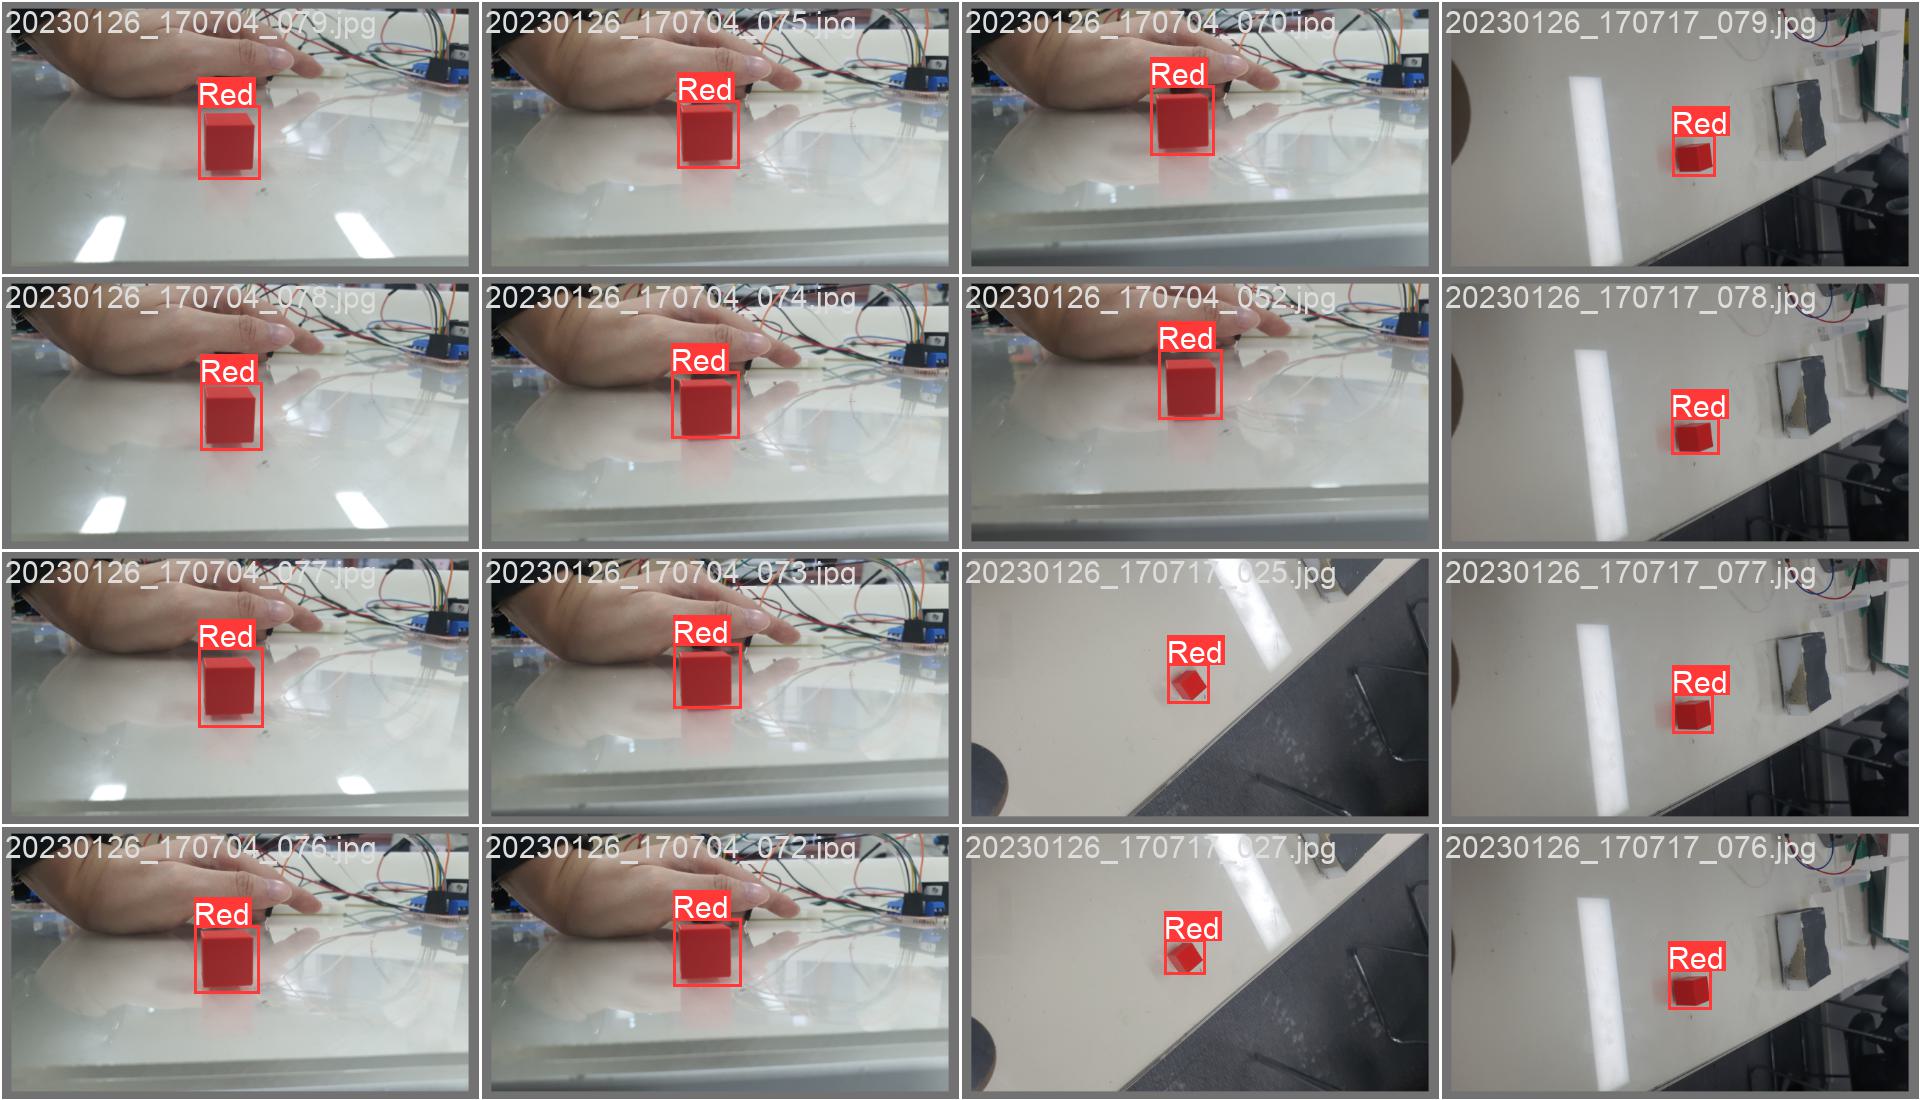 20230126_170704_079.jpg
Red
20230126_170704_075.jpg
Red
20230126_170704_070.jpg
Red
20230126_170717_079.jpg
Red
20230126_170704_078.jpg
Red
20230126_170704_074.jpg
Red
20230126_170704_052.jpg
Red
20230126_170717_078.jpg
Red
20230126_170704_077.jpg
Red
20230126_170704_073.jpg
Red
20230126_170717_025.jpg
Red
20230126_170717_077.jpg
Red
20230126_170704_076.jpg
Red
20230126_170704_072.jpg
Red
20230126_170717_027.jpg
Red
20230126_170717_076.jpg
Red